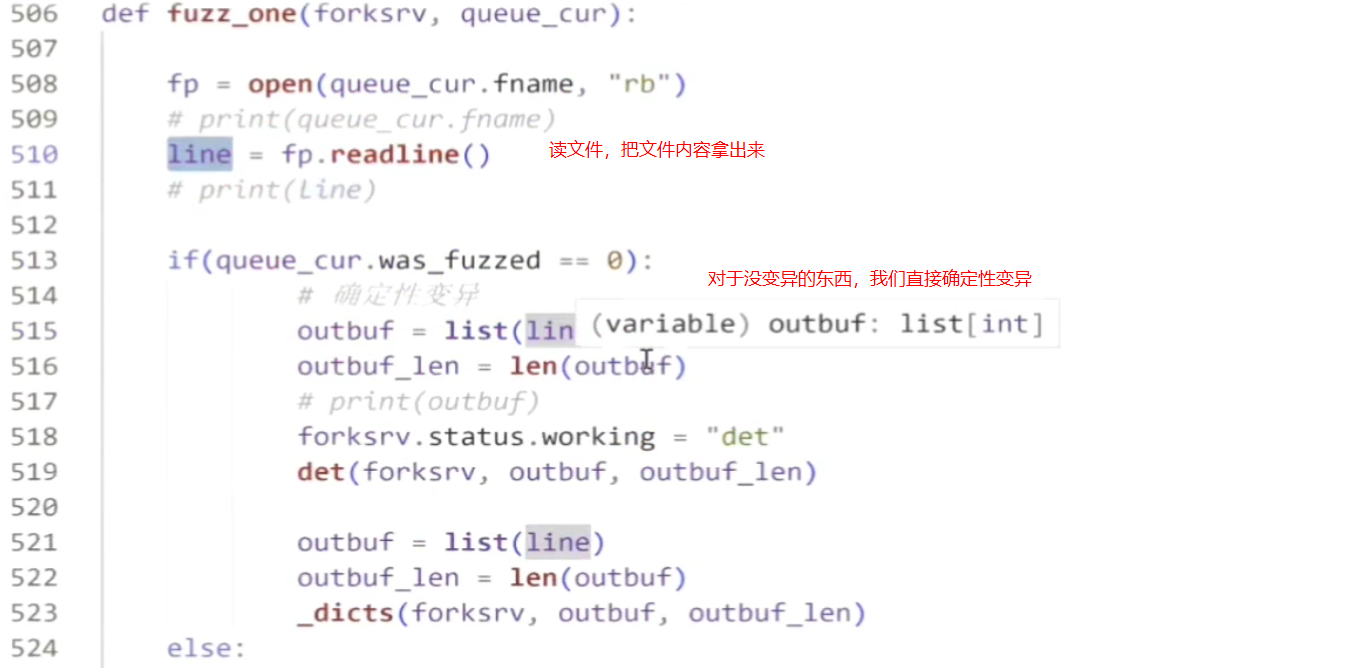 506 def fuzz_one(forksrv, queue_cur):
507
508 fp = open(queue_cur.fname, "rb")
509 # print(queue_cur.fname)
510 line = fp.readline() 读文件，把文件内容拿出来
511 # print(line)
512
513 if(queue_cur.was_fuzzed == 0): 对于没变异的东西，我们直接确定性变异
514 # 确定性变异
515 outbuf = list(lin (variable) outbuf: list[int]
516 outbuf_len = len(outbuf)
517 # print(outbuf)
518 forksrv.status.working = "det"
519 det(forksrv, outbuf, outbuf_len)
520
521 outbuf = list(line)
522 outbuf_len = len(outbuf)
523 _dicts(forksrv, outbuf, outbuf_len)
524 else: